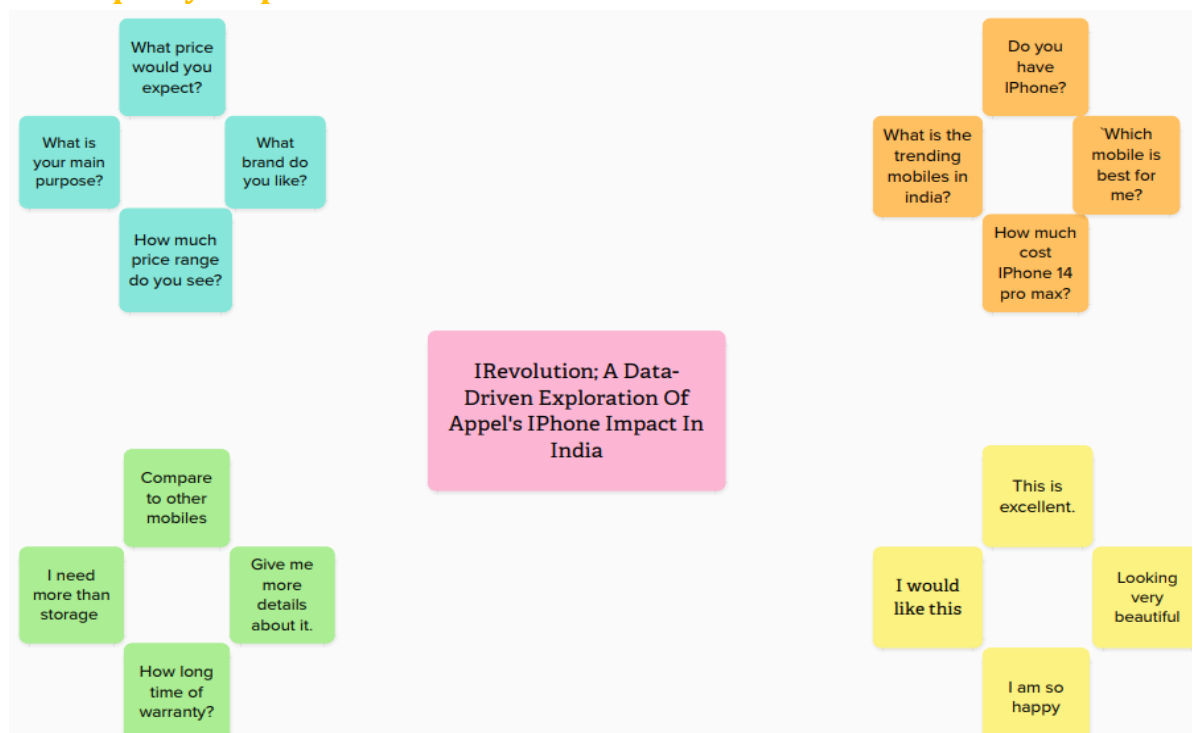 What price
would you
expect?
What is
your main
purpose?
What
brand do
you like?
How much
price range
do you see?
Do you
have
IPhone?
What is the
trending
mobiles in
india?
`Which
mobile is
best for
me?
How much
cost
IPhone 14
pro max?
IRevolution; A Data-
Driven Exploration Of
Appel's IPhone Impact In
India
Compare
to other
mobiles
I need
more than
storage
Give me
more
details
about it.
How long
time of
warranty?
This is
excellent.
I would
like this
Looking
very
beautiful
I am so
happy